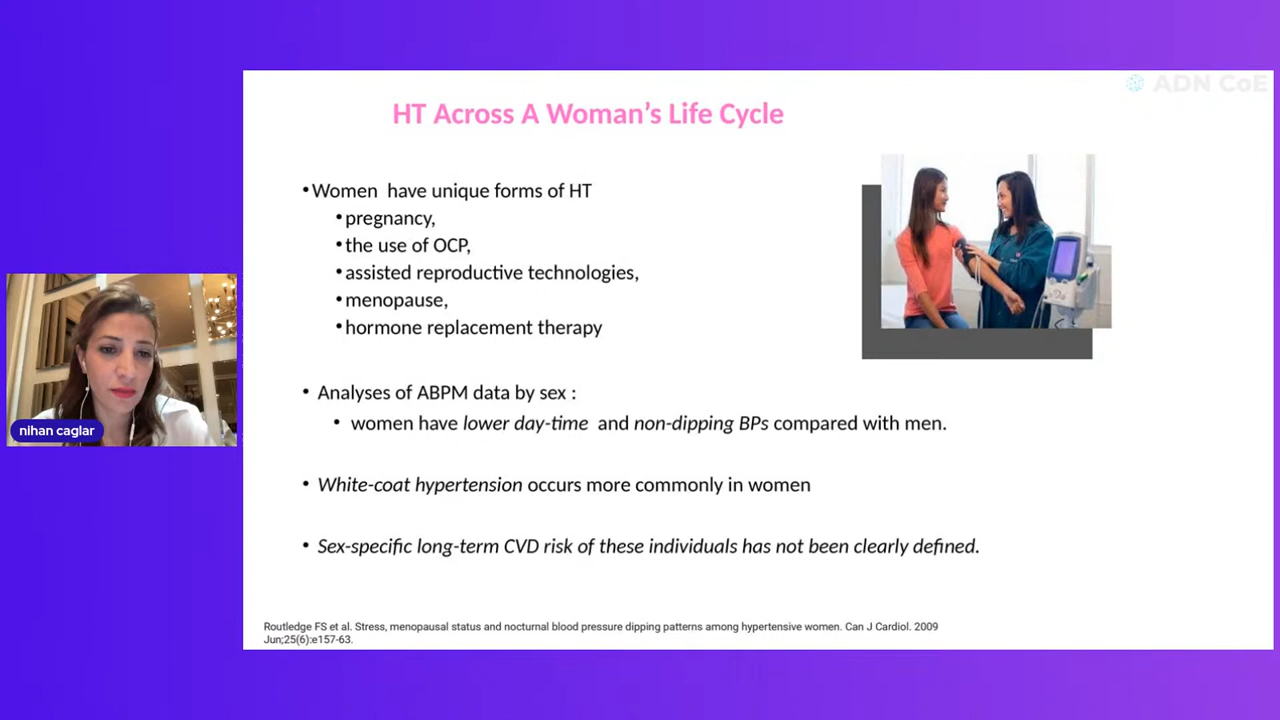 ADN CoE
HT Across A Woman's Life Cycle
•Women have unique forms of HT
•pregnancy,
•the use of OCP,
•assisted reproductive technologies,
•menopause,
•hormone replacement therapy
• Analyses of ABPM data by sex :
• women have lower day-time and non-dipping BPs compared with men.
nihan caglar
• White-coat hypertension occurs more commonly in women
• Sex-specific long-term CVD risk of these individuals has not been clearly defined.
Routledge FS et al. Stress, menopausal status and nocturnal blood pressure dipping patterns among hypertensive women. Can J Cardiol. 2009
Jun;25(6):e157-63.